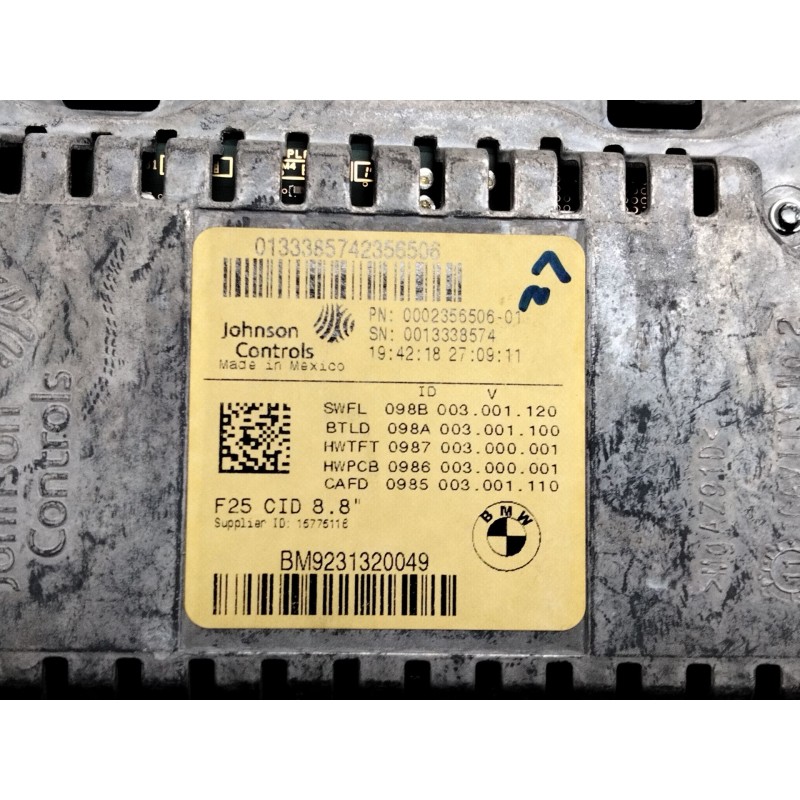 0133385742356506
PN: 0002356506-01
SN: 0013338574
19:42:18 27:09:11
Johnson
Controls
Made in Mexico
ID V
SWFL 098B 003.001.120
BTLD 098A 003.001.100
HWTFT 0987 003.000.001
HWPCB 0986 003.000.001
CAFD 0985 003.001.110
F25 CID 8.8"
Supplier ID: 15775116
BMW
BM9231320049
Johnson
Controls